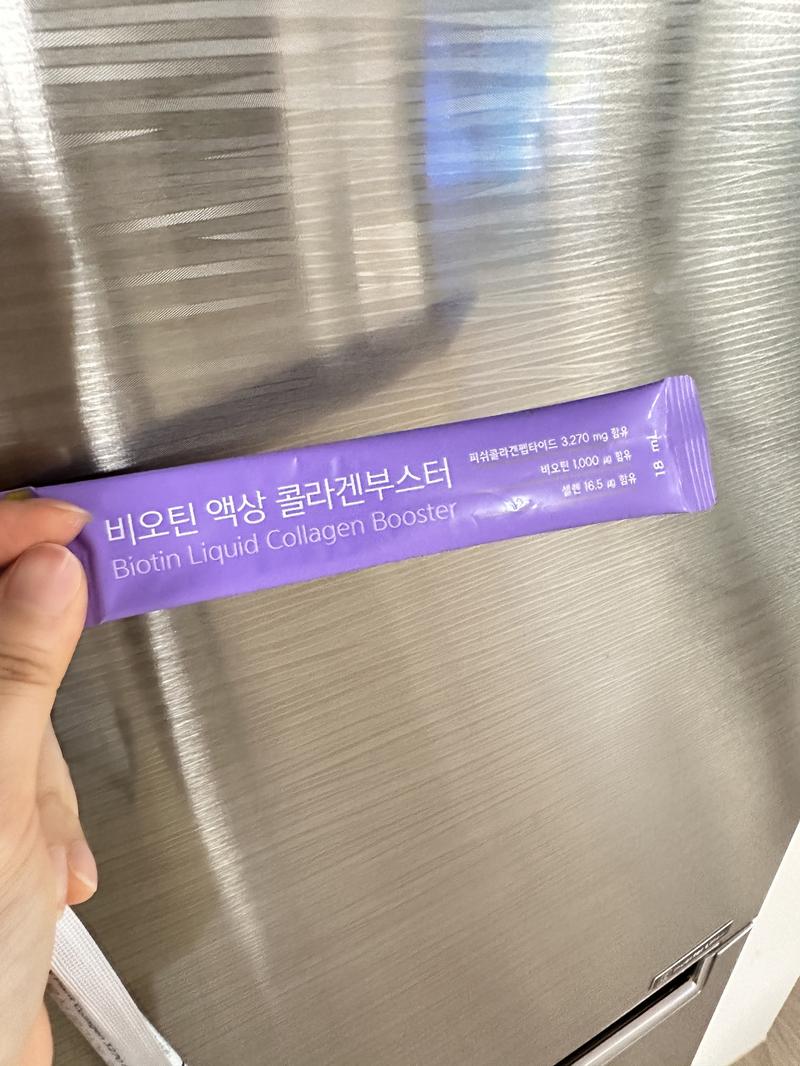 비오틴 액상 콜라겐부스터
Biotin Liquid Collagen Booster
피쉬콜라겐펩타이드 3,270 mg 함유
비오틴 1,000 ㎍ 함유
셀렌 16.5 ㎍ 함유
18 mL